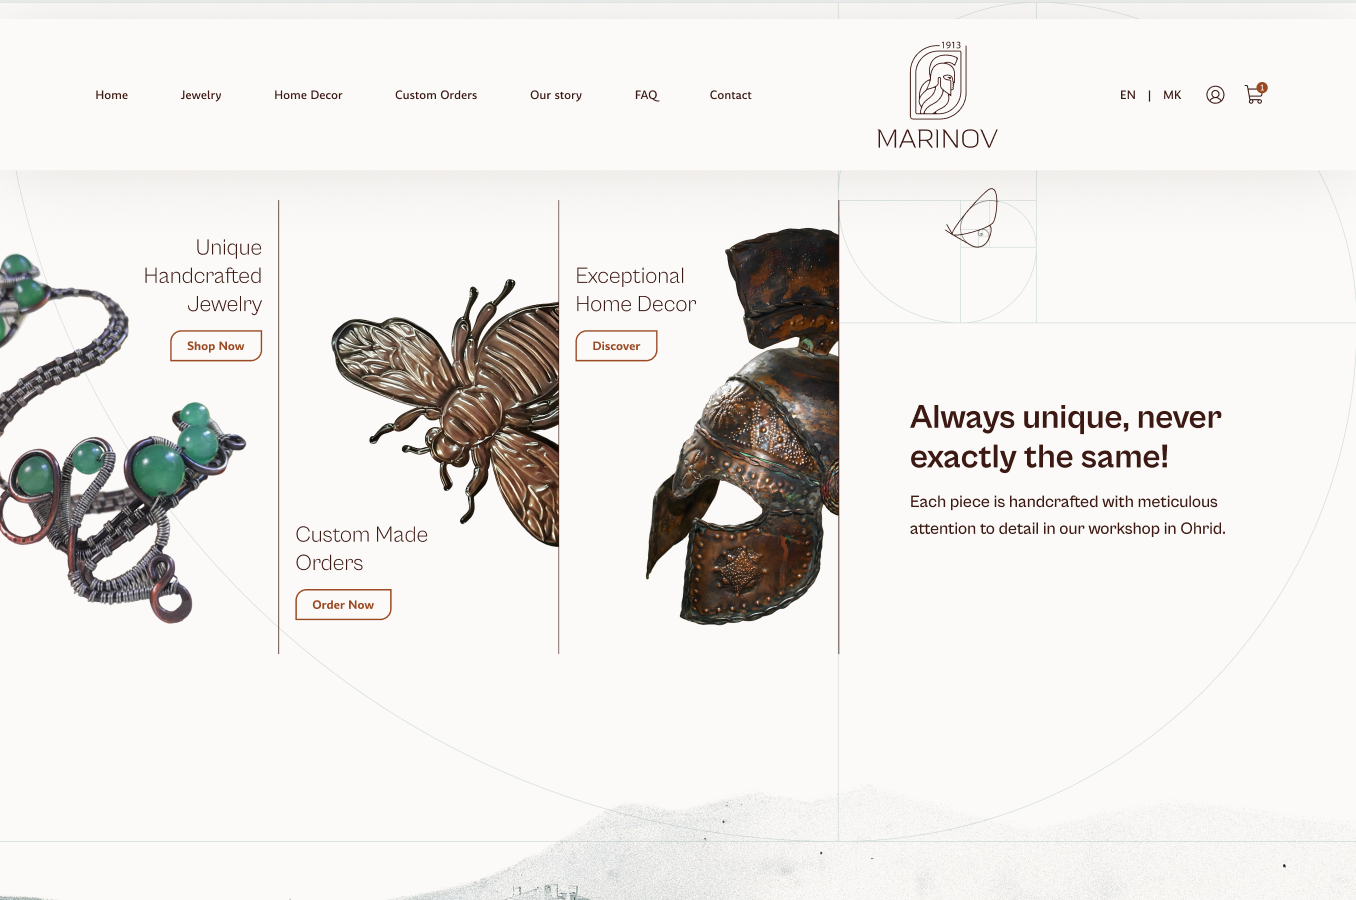 Home Jewelry Home Decor Custom Orders Our story FAQ Contact
1913
MARINOV
EN | MK
1
Unique
Handcrafted
Jewelry
Shop Now
Custom Made
Orders
Order Now
Exceptional
Home Decor
Discover
Always unique, never
exactly the same!
Each piece is handcrafted with meticulous
attention to detail in our workshop in Ohrid.